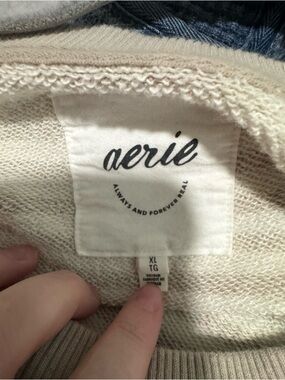 aerie
ALWAYS AND FOREVER REAL
XL
TG